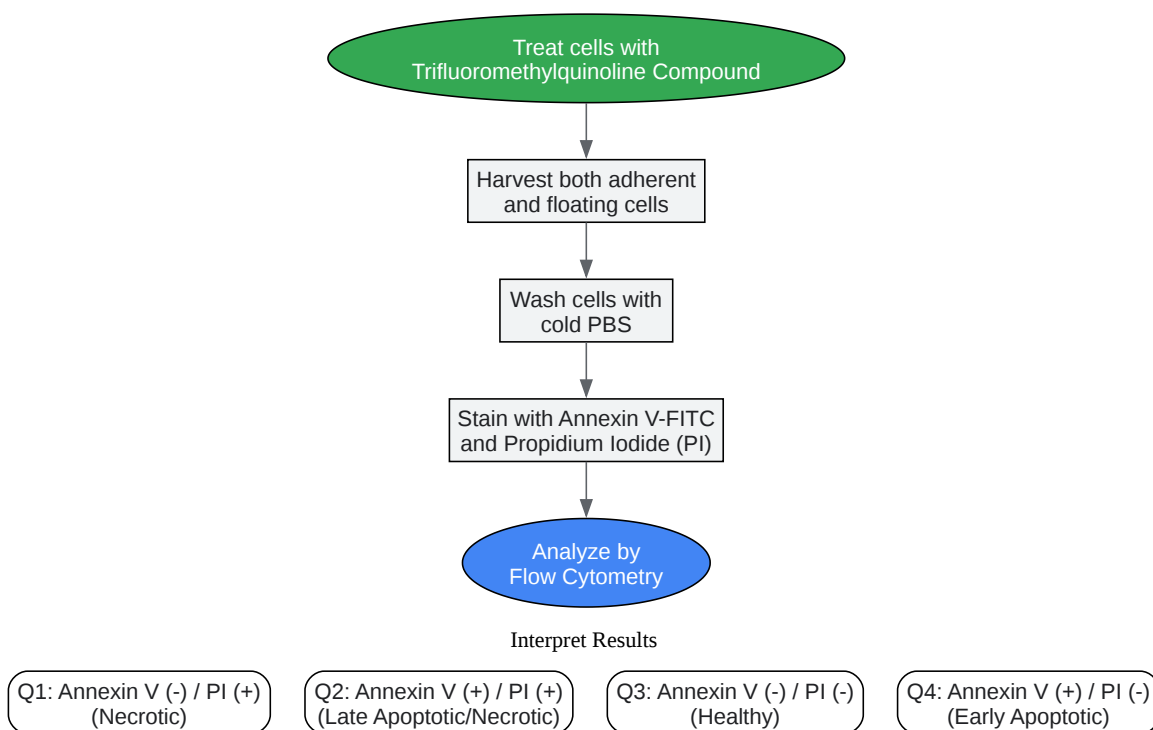 Treat cells with
Trifluoromethylquinoline Compound
Harvest both adherent
and floating cells
Wash cells with
cold PBS
Stain with Annexin V-FITC
and Propidium Iodide (PI)
Analyze by
Flow Cytometry
Interpret Results
Q1: Annexin V (-) / PI (+)
(Necrotic)
Q2: Annexin V (+) / PI (+)
(Late Apoptotic/Necrotic)
Q3: Annexin V (-) / PI (-)
(Healthy)
Q4: Annexin V (+) / PI (-)
(Early Apoptotic)